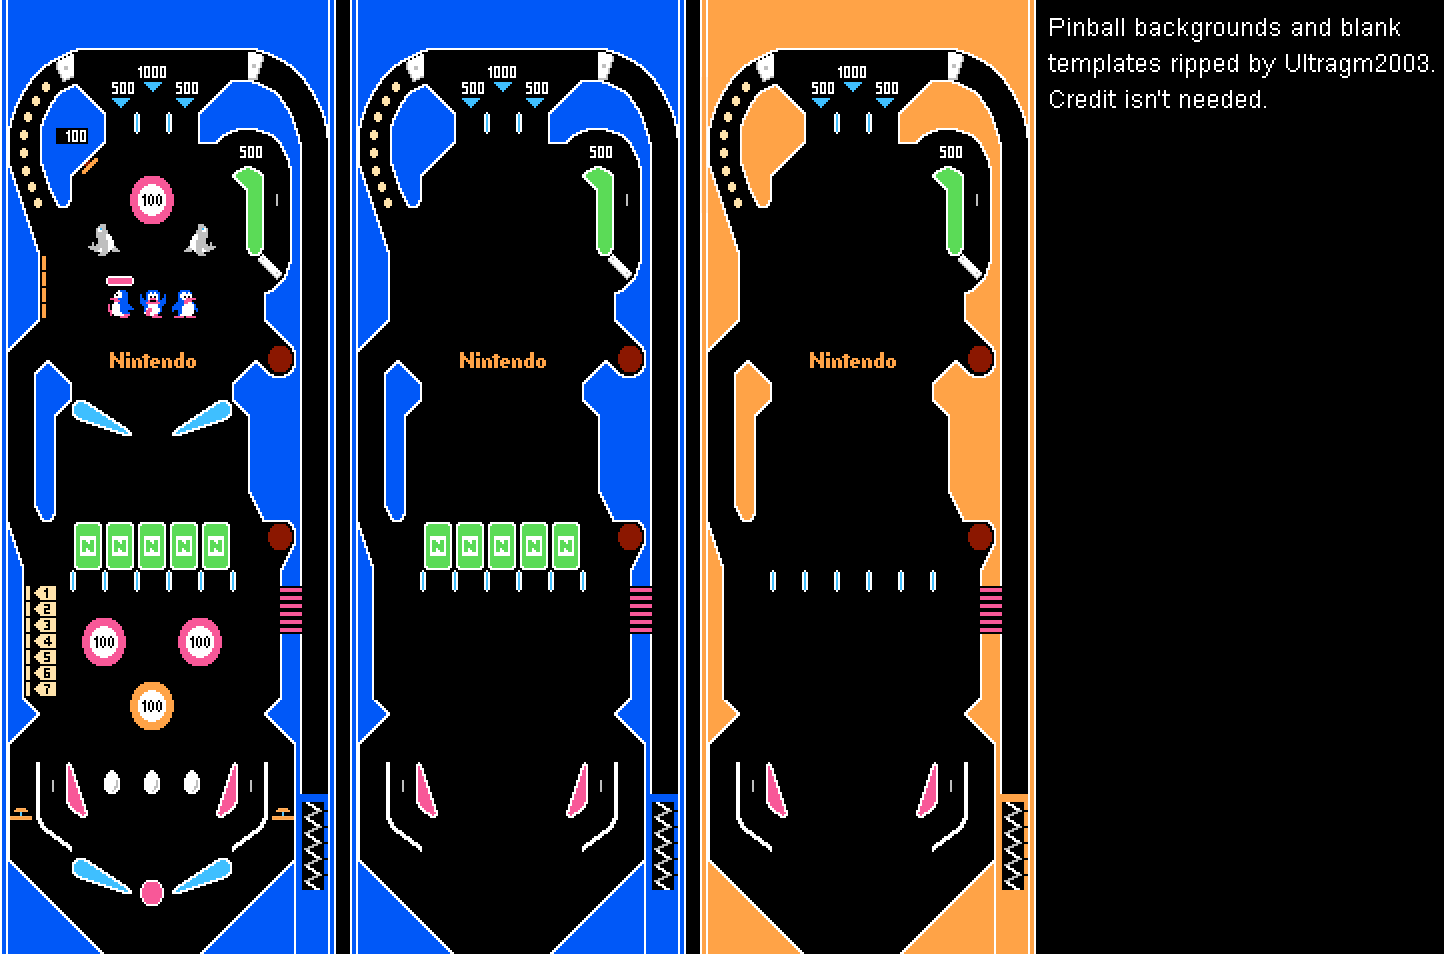 1000
500 500
100
500
100
Nintendo
N N N N N
1
2
3
4
5
6
7
100 100
100
1000
500 500
500
Nintendo
N N N N N
1000
500 500
500
Nintendo
Pinball backgrounds and blank
templates ripped by Ultragm2003.
Credit isn't needed.